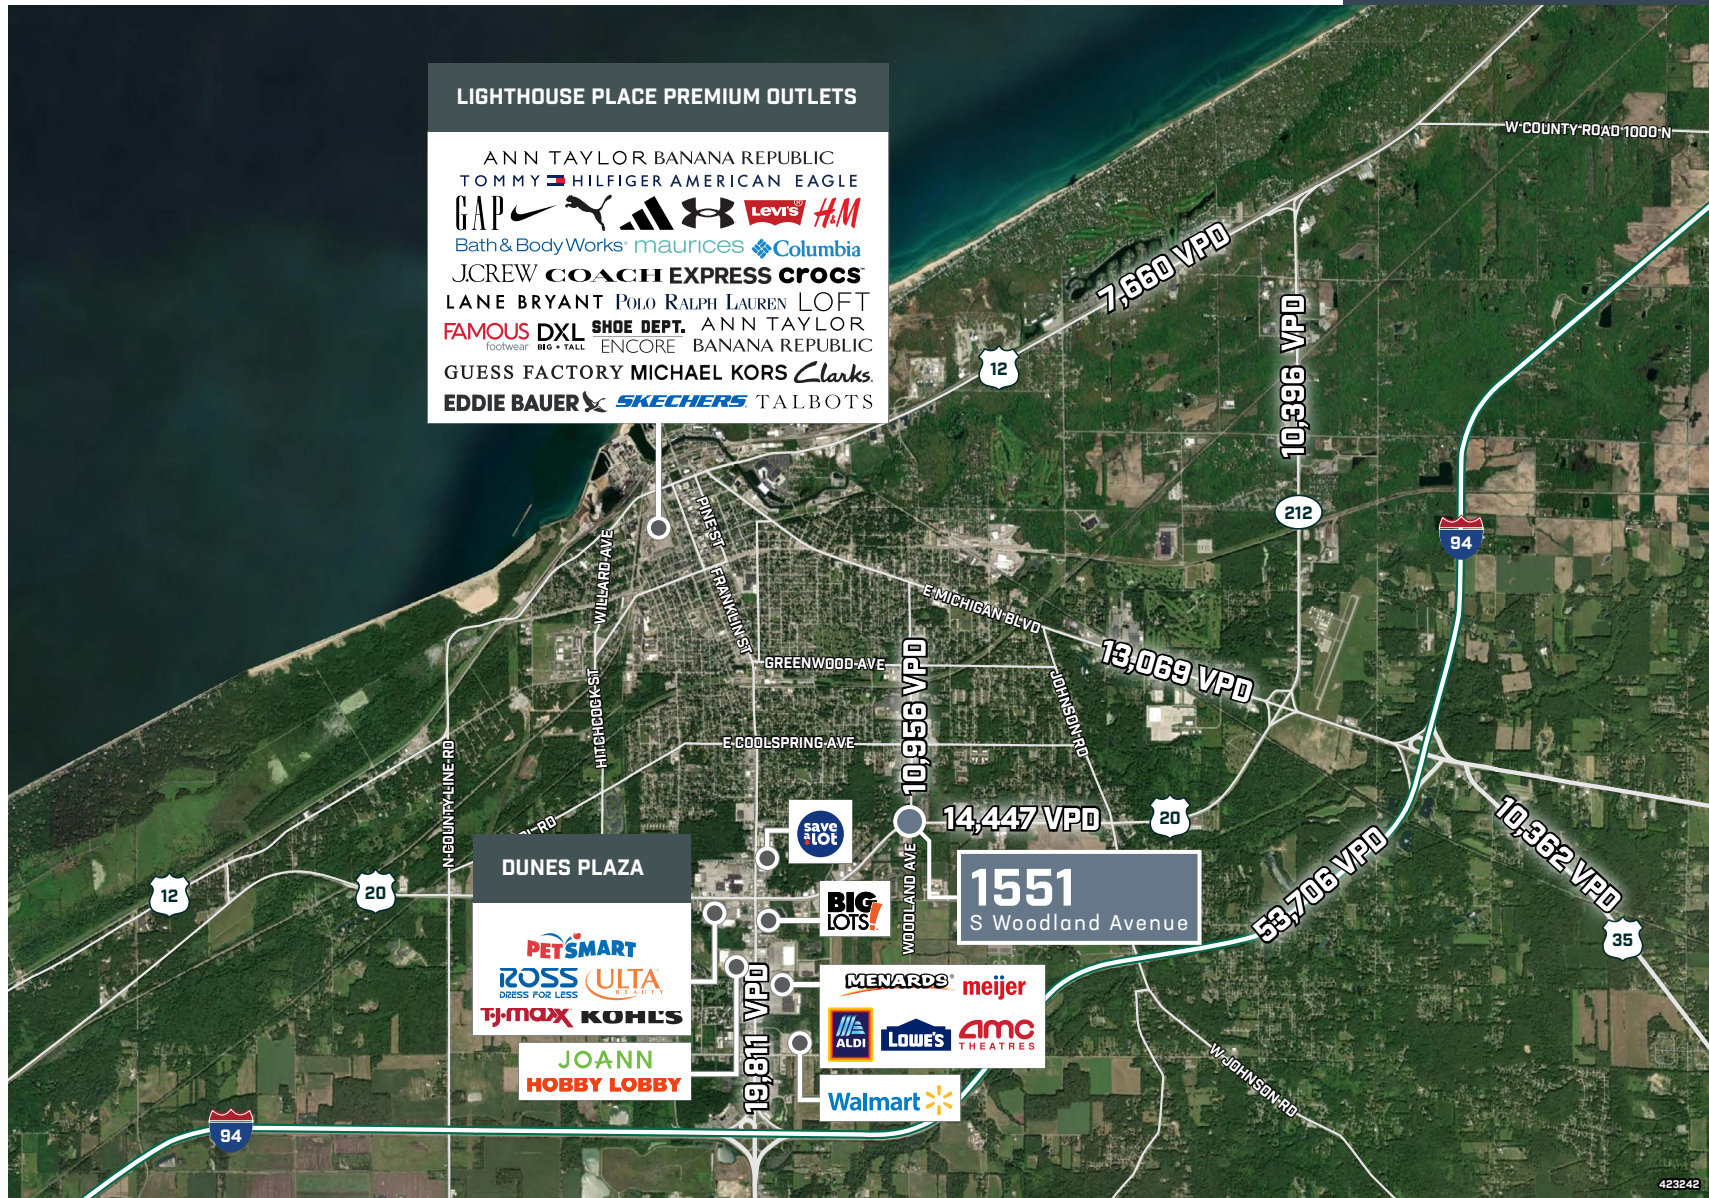 LIGHTHOUSE PLACE PREMIUM OUTLETS
ANN TAYLOR BANANA REPUBLIC
TOMMY HILFIGER AMERICAN EAGLE
GAP LEVI'S® H&M
Bath & Body Works® maurices Columbia
J.CREW COACH EXPRESS crocs™
LANE BRYANT POLO RALPH LAUREN LOFT
FAMOUS footwear DXL BIG + TALL SHOE DEPT. ENCORE ANN TAYLOR
BANANA REPUBLIC
GUESS FACTORY MICHAEL KORS Clarks.
EDDIE BAUER SKECHERS TALBOTS
W COUNTY ROAD 1000 N
7,660 VPD
10,396 VPD
12
212
94
PINE ST
WILLARD AVE
FRANKLIN ST
E MICHIGAN BLVD
GREENWOOD AVE
10,956 VPD
13,069 VPD
JOHNSON RD
HITCHCOCK ST
E COOLSPRING AVE
N COUNTY LINE RD
save a lot
14,447 VPD
20
10,362 VPD
53,706 VPD
WOODLAND AVE
1551
S Woodland Avenue
12
20
RD
DUNES PLAZA
PETSMART
ROSS DRESS FOR LESS ULTA BEAUTY
T.J.maxx KOHL'S
JOANN
HOBBY LOBBY
BIG LOTS!
35
MENARDS® meijer
ALDI LOWE'S amc THEATRES
19,811 VPD
Walmart
W JOHNSON RD
94
423242